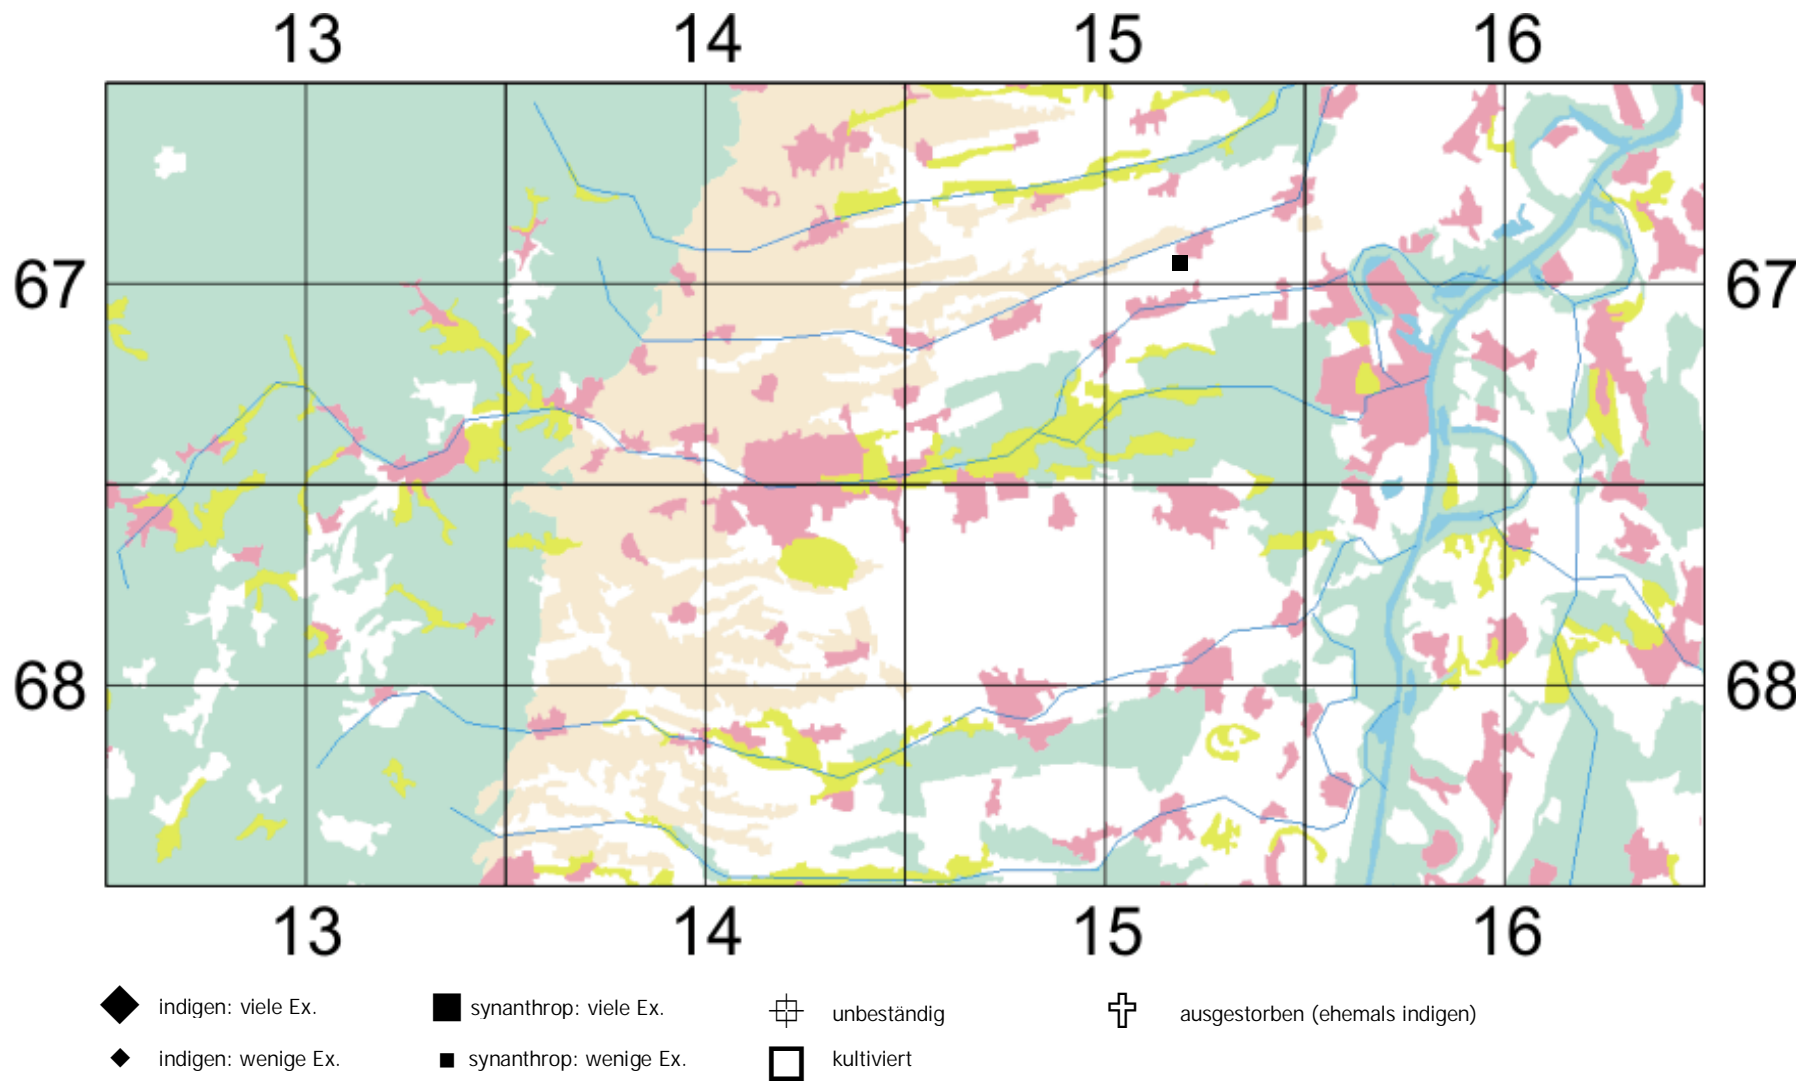 13 14 15 16
67 67
68 68
13 14 15 16
indigen: viele Ex. synanthrop: viele Ex. unbeständig ausgestorben (ehemals indigen)
indigen: wenige Ex. synanthrop: wenige Ex. kultiviert